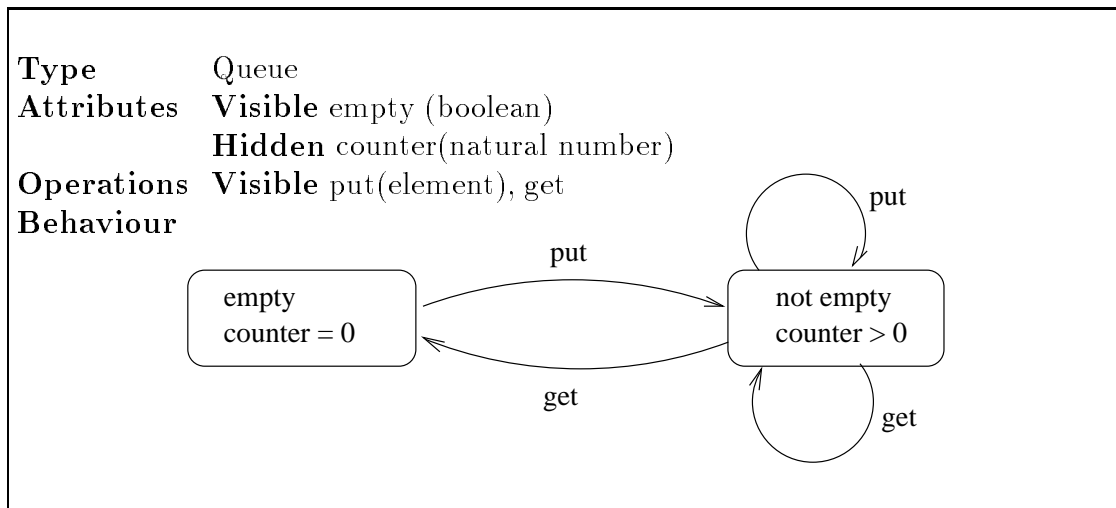 Type Queue
Attributes Visible empty (boolean)
Hidden counter(natural number)
Operations Visible put(element), get
Behaviour
put
put
empty
counter = 0
not empty
counter > 0
get
get